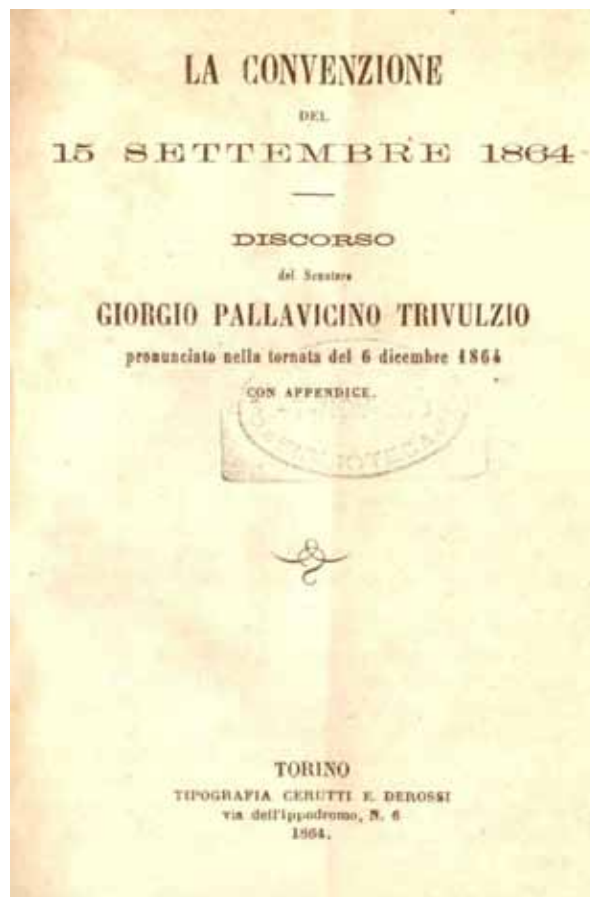 LA CONVENZIONE
DEL
15 SETTEMBRE 1864
DISCORSO
del Senatore
GIORGIO PALLAVICINO TRIVULZIO
pronunciato nella tornata del 6 dicembre 1864
CON APPENDICE.
BIBLIOTECA
TORINO
TIPOGRAFIA CERUTTI E DEROSSI
via dell'Ippodromo, N. 6
1864.